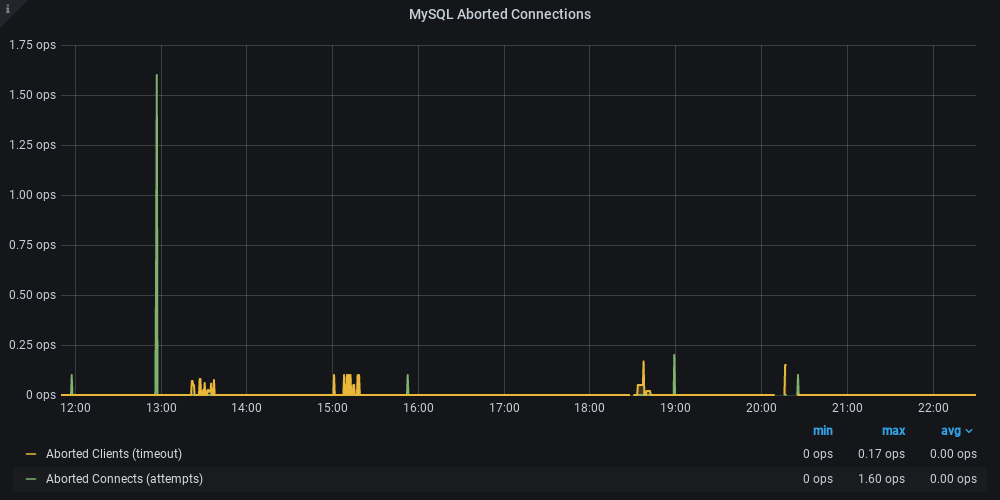 i
MySQL Aborted Connections
1.75 ops
1.50 ops
1.25 ops
1.00 ops
0.75 ops
0.50 ops
0.25 ops
0 ops
12:00 13:00 14:00 15:00 16:00 17:00 18:00 19:00 20:00 21:00 22:00
min max avg
Aborted Clients (timeout) 0 ops 0.17 ops 0.00 ops
Aborted Connects (attempts) 0 ops 1.60 ops 0.00 ops